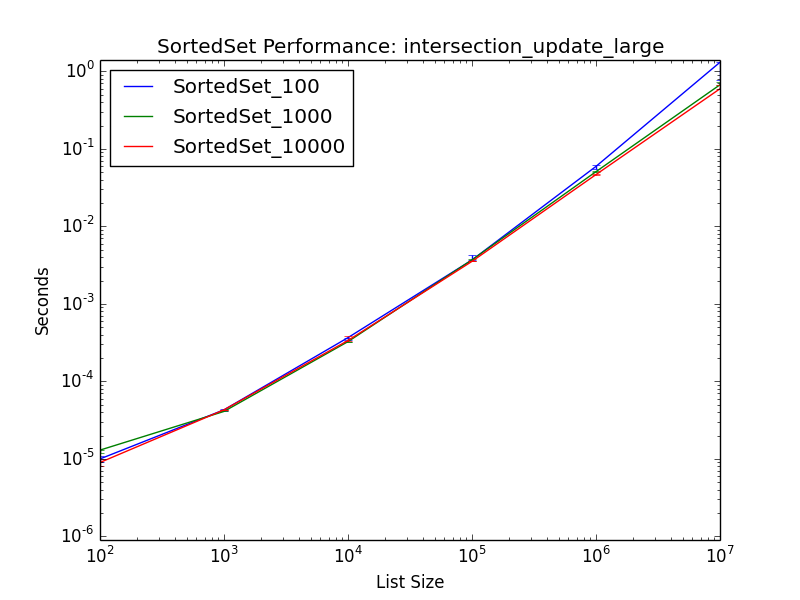 SortedSet Performance: intersection_update_large
10⁰
SortedSet_100
SortedSet_1000
SortedSet_10000
10⁻¹
10⁻²
Seconds
10⁻³
10⁻⁴
10⁻⁵
10⁻⁶
10² 10³ 10⁴ 10⁵ 10⁶ 10⁷
List Size